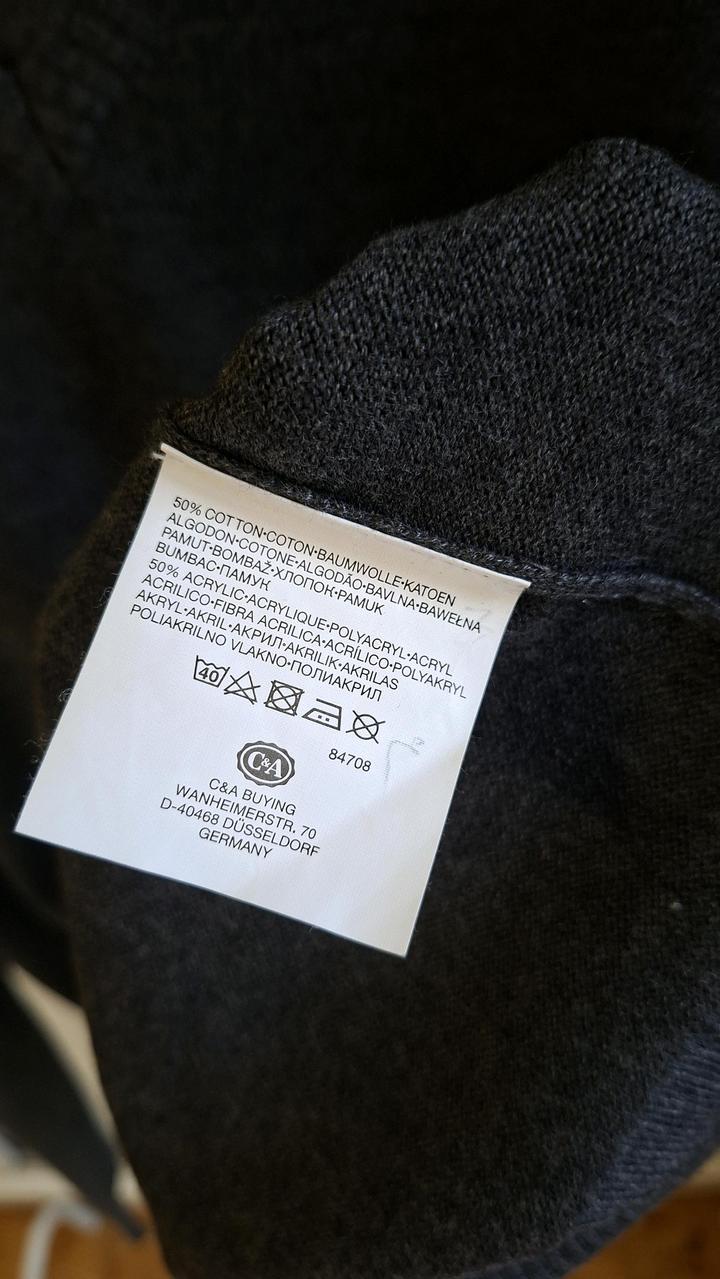 50% COTTON•COTON•BAUMWOLLE•KATOEN
ALGODON•COTONE•ALGODÃO•BAVLNA•BAWEŁNA
PAMUT•BOMBAŽ•ХЛОПОК•PAMUK
BUMBAC•ПАМУК
50% ACRYLIC•ACRYLIQUE•POLYACRYL•ACRYL
ACRILICO•FIBRA ACRILICA•ACRÍLICO•POLYAKRYL
AKRYL•AKRIL•АКРИЛ•AKRILIK•AKRILAS
POLIAKRILNO VLAKNO•ПОЛИАКРИЛ
40
84708
C&A
C&A BUYING
WANHEIMERSTR. 70
D-40468 DÜSSELDORF
GERMANY